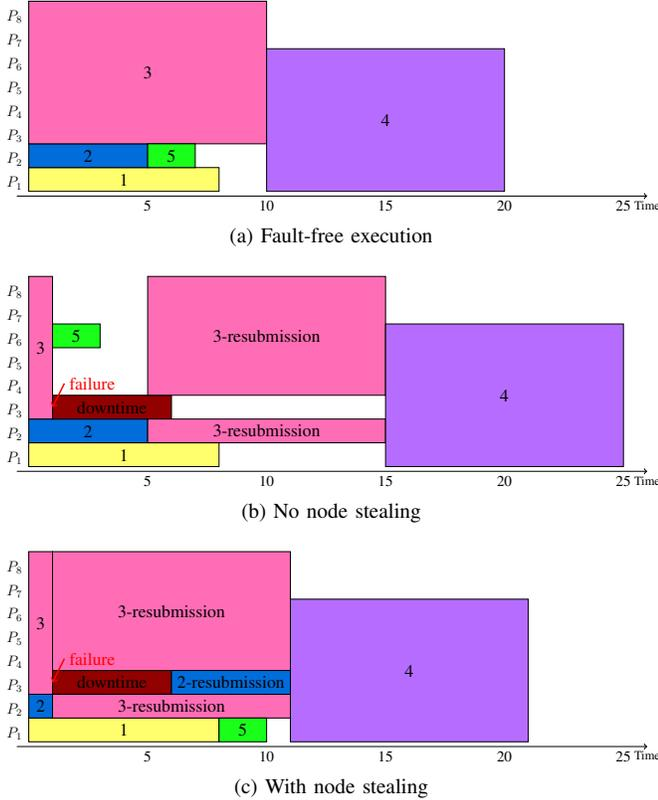 P8
P7
P6
P5
P4
P3
P2
P1
3
4
2
5
1
5 10 15 20 25 Time
(a) Fault-free execution
P8
P7
P6
P5
P4
P3
P2
P1
3
5
3-resubmission
failure
downtime
4
2
3-resubmission
1
5 10 15 20 25 Time
(b) No node stealing
P8
P7
P6
P5
P4
P3
P2
P1
3
3-resubmission
failure
downtime
2-resubmission
4
2
3-resubmission
1
5
5 10 15 20 25 Time
(c) With node stealing